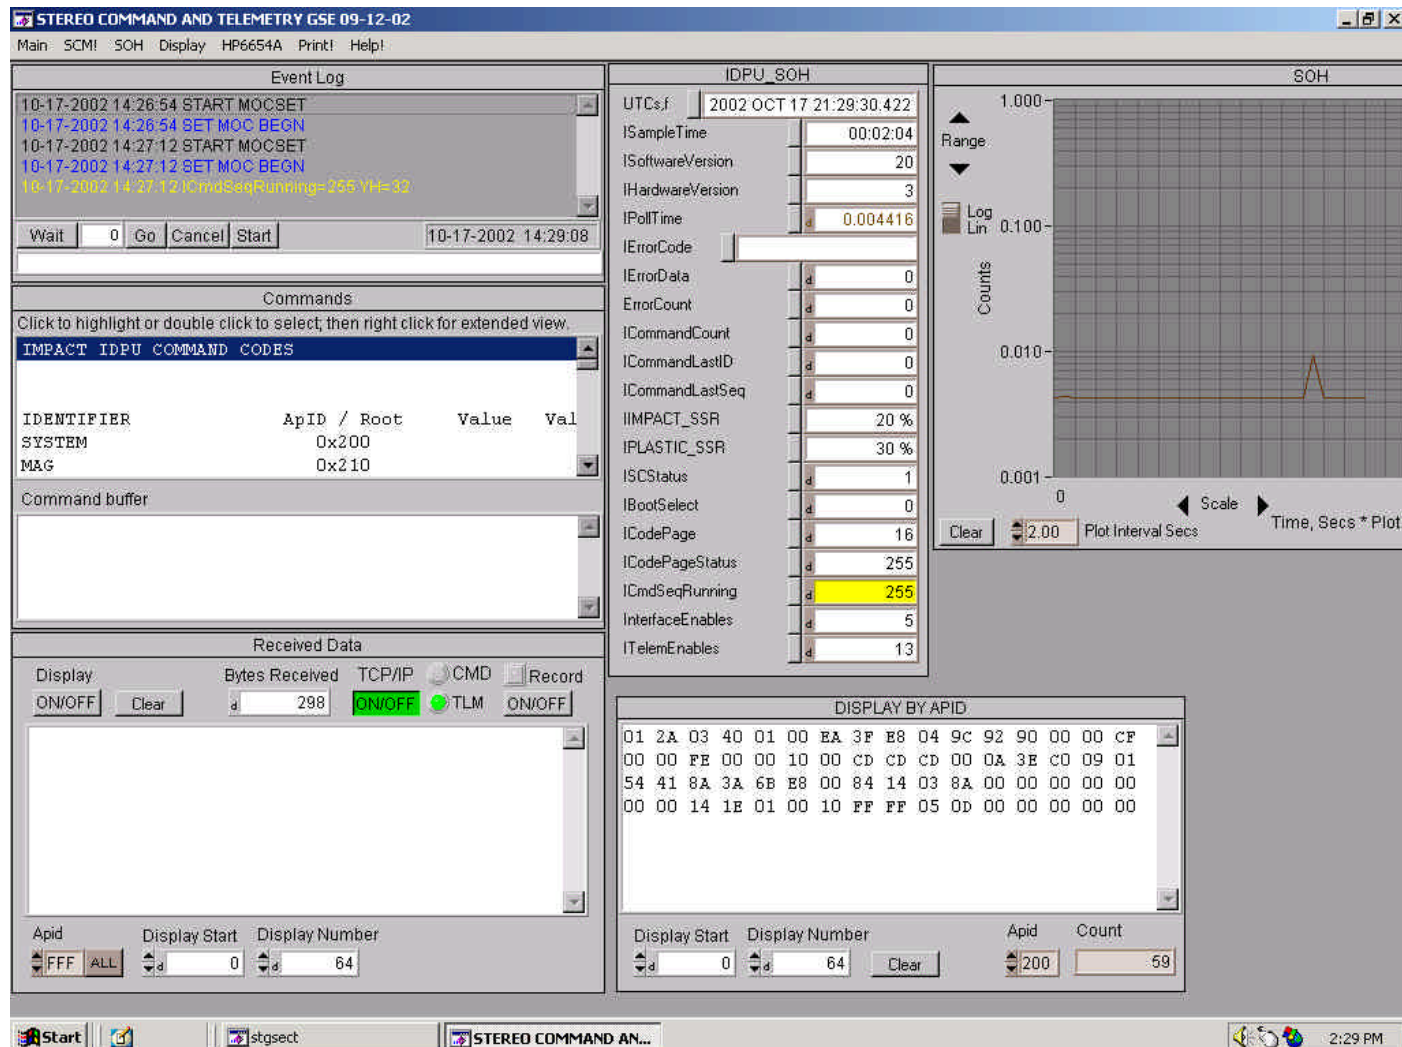 STEREO COMMAND AND TELEMETRY GSE 09-12-02
Main SCM! SOH Display HP6654A Print! Help!
Event Log
10-17-2002 14:26:54 START MOCSET
10-17-2002 14:26:54 SET MOC BEGN
10-17-2002 14:27:12 START MOCSET
10-17-2002 14:27:12 SET MOC BEGN
10-17-2002 14:27:12 ICmdSeqRunning=255 YH=32
Wait 0 Go Cancel Start 10-17-2002 14:29:08
Commands
Click to highlight or double click to select, then right click for extended view.
IMPACT IDPU COMMAND CODES
IDENTIFIER ApID / Root Value Val
SYSTEM 0x200
MAG 0x210
Command buffer
Received Data
Display Bytes Received TCP/IP CMD Record
ON/OFF Clear d 298 ON/OFF TLM ON/OFF
Apid Display Start Display Number
FFF ALL d 0 d 64
IDPU_SOH
UTCs,f 2002 OCT 17 21:29:30.422
ISampleTime 00:02:04
ISoftwareVersion 20
IHardwareVersion 3
IPollTime d 0.004416
IErrorCode
IErrorData d 0
ErrorCount d 0
ICommandCount d 0
ICommandLastID d 0
ICommandLastSeq d 0
IIMPACT_SSR 20 %
IPLASTIC_SSR 30 %
ISCStatus d 1
IBootSelect d 0
ICodePage d 16
ICodePageStatus d 255
ICmdSeqRunning d 255
InterfaceEnables d 5
ITelemEnables d 13
SOH
Range
Log
Lin
Counts
1.000
0.100
0.010
0.001
0
Scale
Time, Secs * Plot
Clear 2.00 Plot Interval Secs
DISPLAY BY APID
01 2A 03 40 01 00 EA 3F E8 04 9C 92 90 00 00 CF
00 00 FE 00 00 10 00 CD CD CD 00 0A 3E C0 09 01
54 41 8A 3A 6B E8 00 84 14 03 8A 00 00 00 00 00
00 00 14 1E 01 00 10 FF FF 05 0D 00 00 00 00 00
Display Start Display Number Apid Count
d 0 d 64 Clear 200 59
Start stgsect STEREO COMMAND AN... 2:29 PM